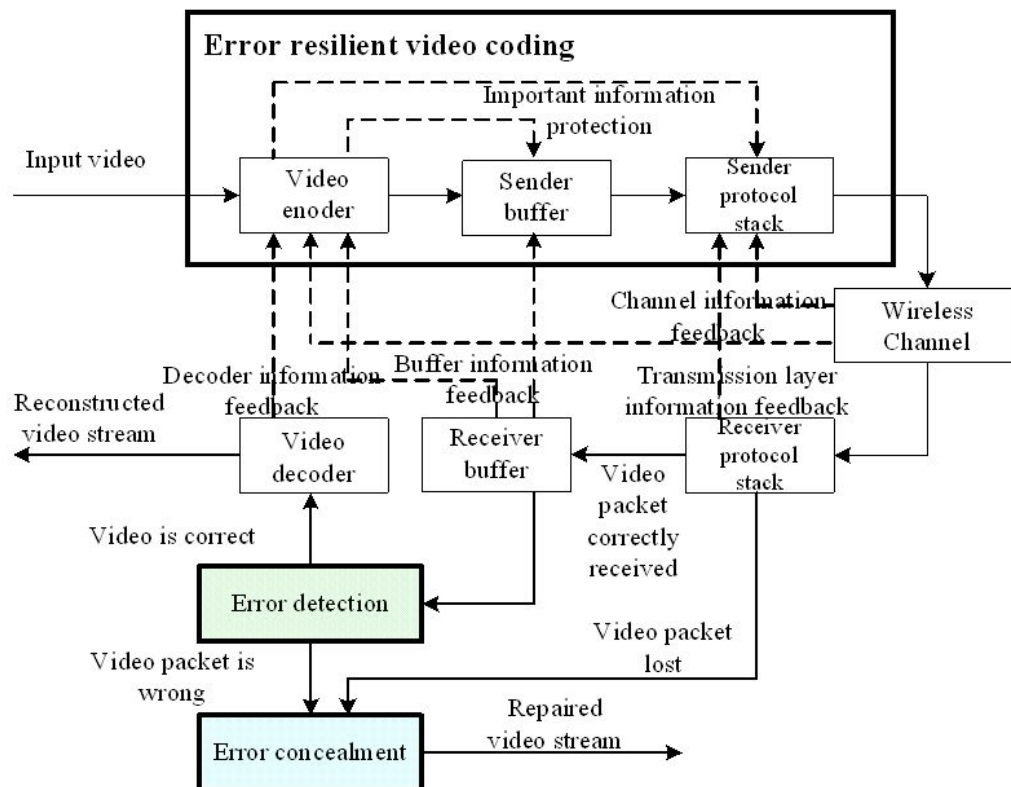 Error resilient video coding
Important information
protection
Input video
Video
enoder
Sender
buffer
Sender
protocol
stack
Channel information
feedback
Wireless
Channel
Decoder information
feedback
Buffer information
feedback
Transmission layer
information feedback
Reconstructed
video stream
Video
decoder
Receiver
buffer
Receiver
protocol
stack
Video
packet
correctly
received
Video is correct
Error detection
Video packet
lost
Video packet is
wrong
Error concealment
Repaired
video stream